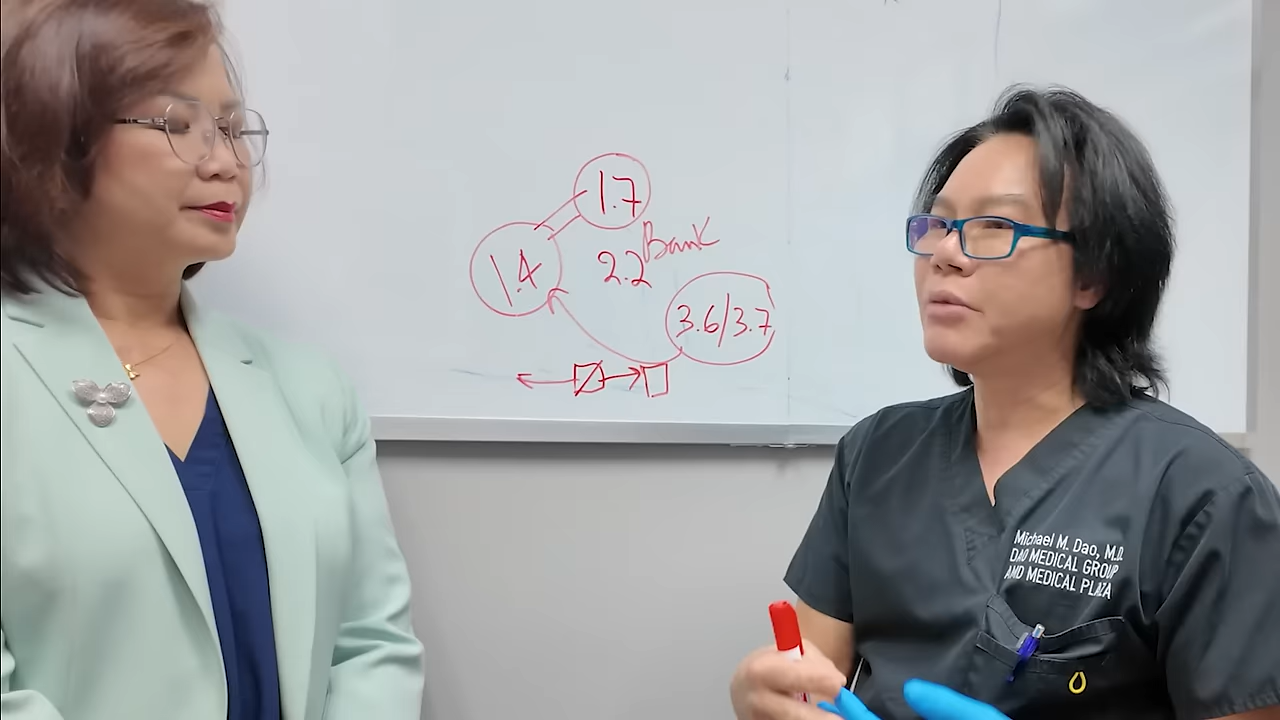 1.7
Bank
1.4
2.2
3.6/3.7
Michael M. Dao, M.D.
DAO MEDICAL GROUP
AND MEDICAL PLAZA